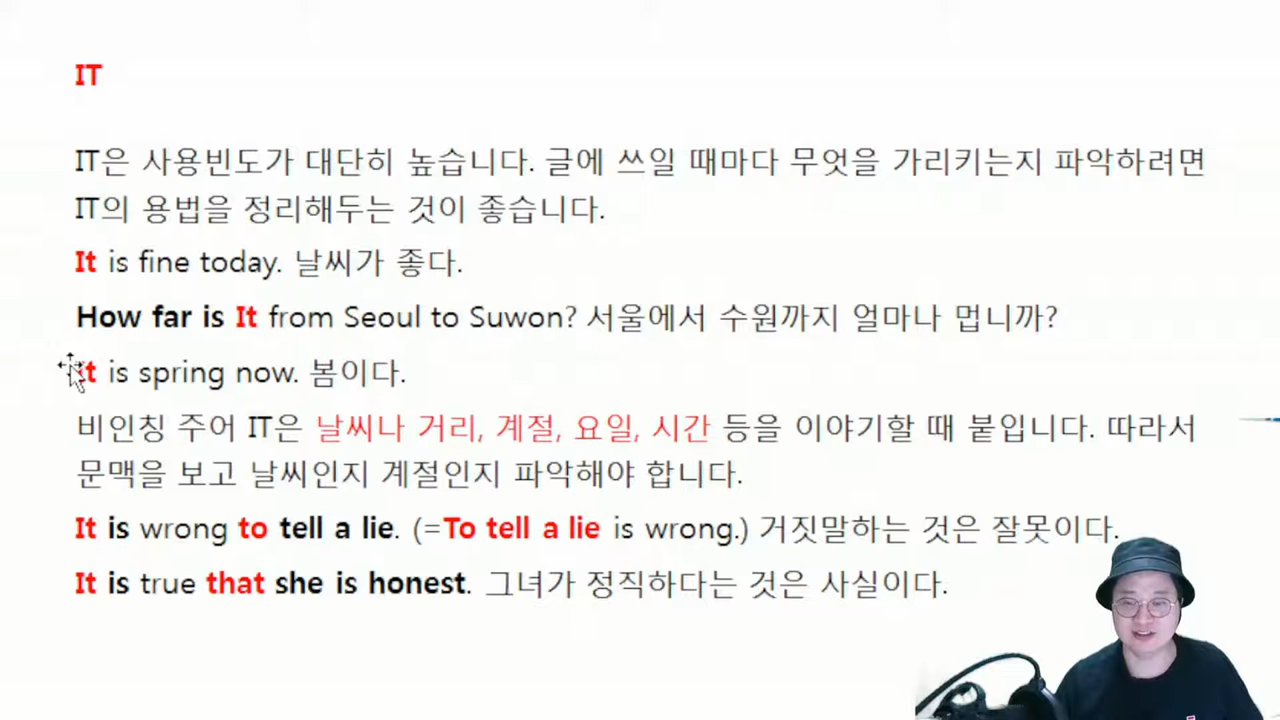 IT
IT은 사용빈도가 대단히 높습니다. 글에 쓰일 때마다 무엇을 가리키는지 파악하려면
IT의 용법을 정리해두는 것이 좋습니다.
It is fine today. 날씨가 좋다.
How far is It from Seoul to Suwon? 서울에서 수원까지 얼마나 멉니까?
It is spring now. 봄이다.
비인칭 주어 IT은 날씨나 거리, 계절, 요일, 시간 등을 이야기할 때 붙입니다. 따라서
문맥을 보고 날씨인지 계절인지 파악해야 합니다.
It is wrong to tell a lie. (=To tell a lie is wrong.) 거짓말하는 것은 잘못이다.
It is true that she is honest. 그녀가 정직하다는 것은 사실이다.